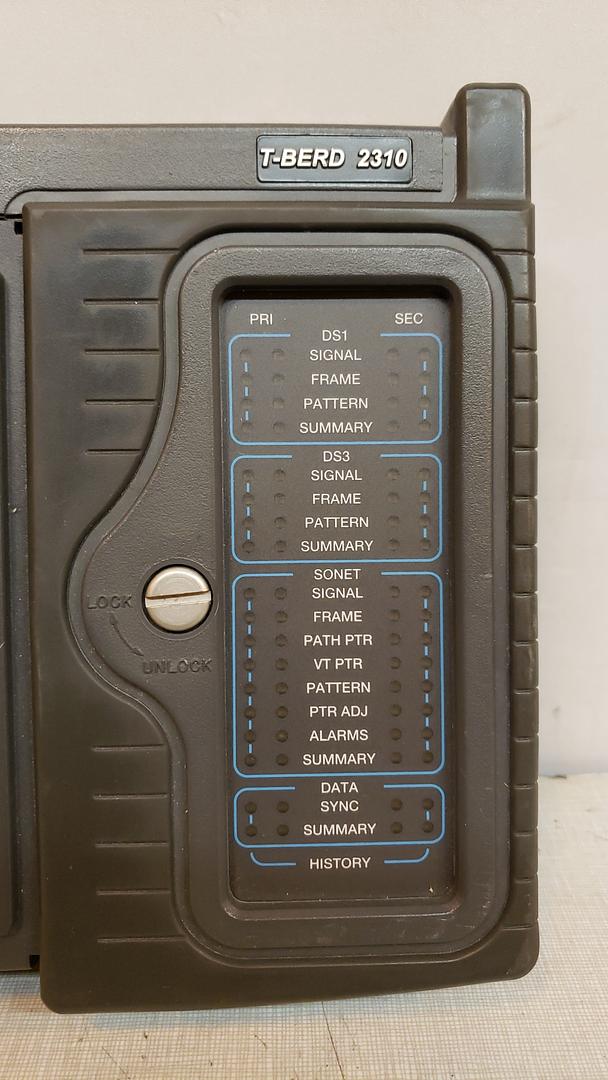 T-BERD 2310
PRI SEC
DS1
SIGNAL
FRAME
PATTERN
SUMMARY
DS3
SIGNAL
FRAME
PATTERN
SUMMARY
SONET
SIGNAL
FRAME
PATH PTR
VT PTR
PATTERN
PTR ADJ
ALARMS
SUMMARY
DATA
SYNC
SUMMARY
HISTORY
LOCK
UNLOCK